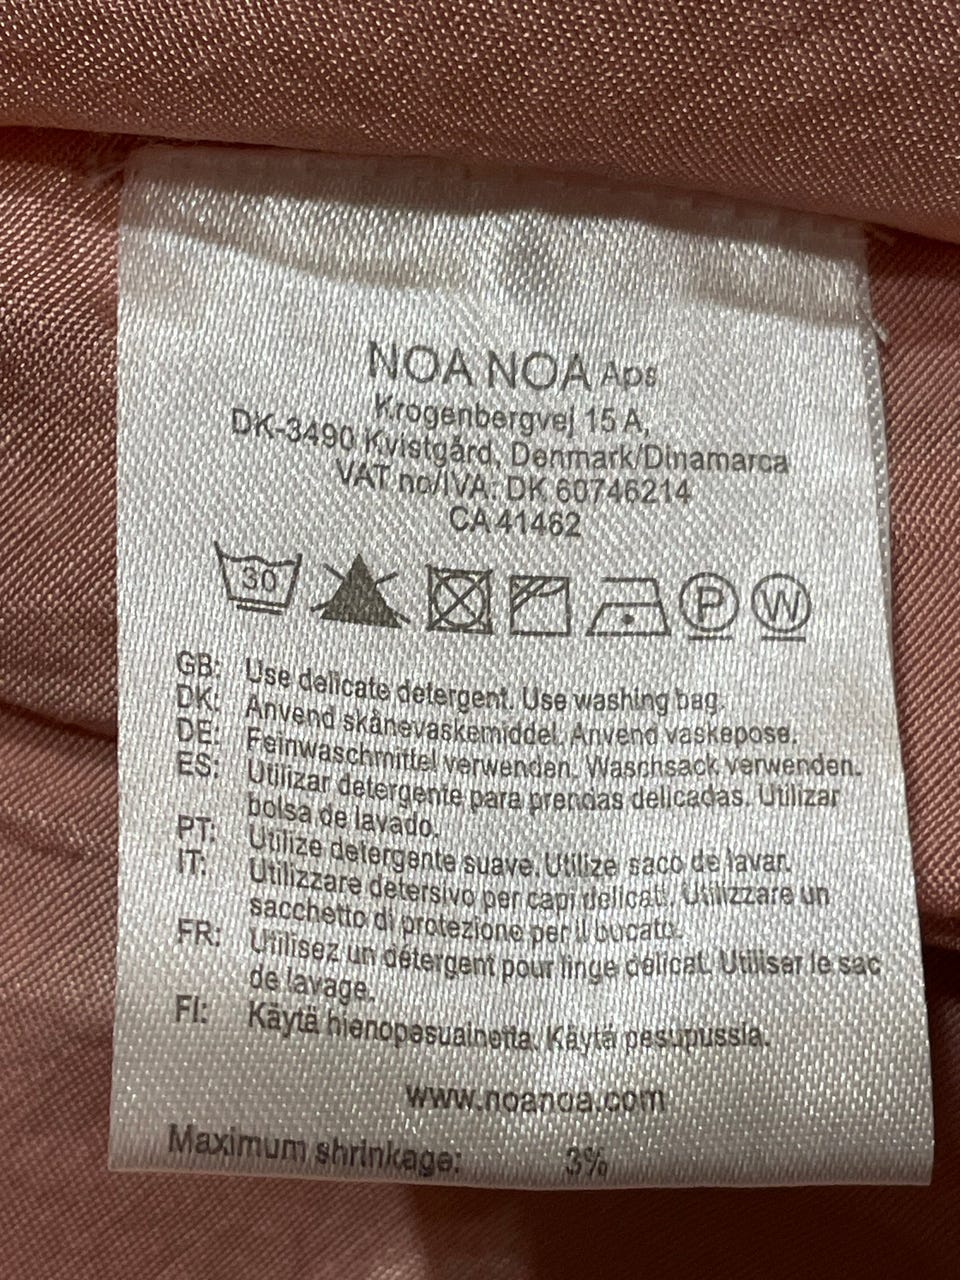 NOA NOA Aps
Krogenbergvej 15 A,
DK-3490 Kvistgård, Denmark/Dinamarca
VAT no/IVA: DK 60746214
CA 41462
30 P W
GB: Use delicate detergent. Use washing bag.
DK: Anvend skånevaskemiddel. Anvend vaskepose.
DE: Feinwaschmittel verwenden. Waschsack verwenden.
ES: Utilizar detergente para prendas delicadas. Utilizar
bolsa de lavado.
PT: Utilize detergente suave. Utilize saco de lavar.
IT: Utilizzare detersivo per capi delicati. Utilizzare un
sacchetto di protezione per il bucato.
FR: Utilisez un détergent pour linge délicat. Utiliser le sac
de lavage.
FI: Käytä hienopesuainetta. Käytä pesupussia.
www.noanoa.com
Maximum shrinkage: 3%